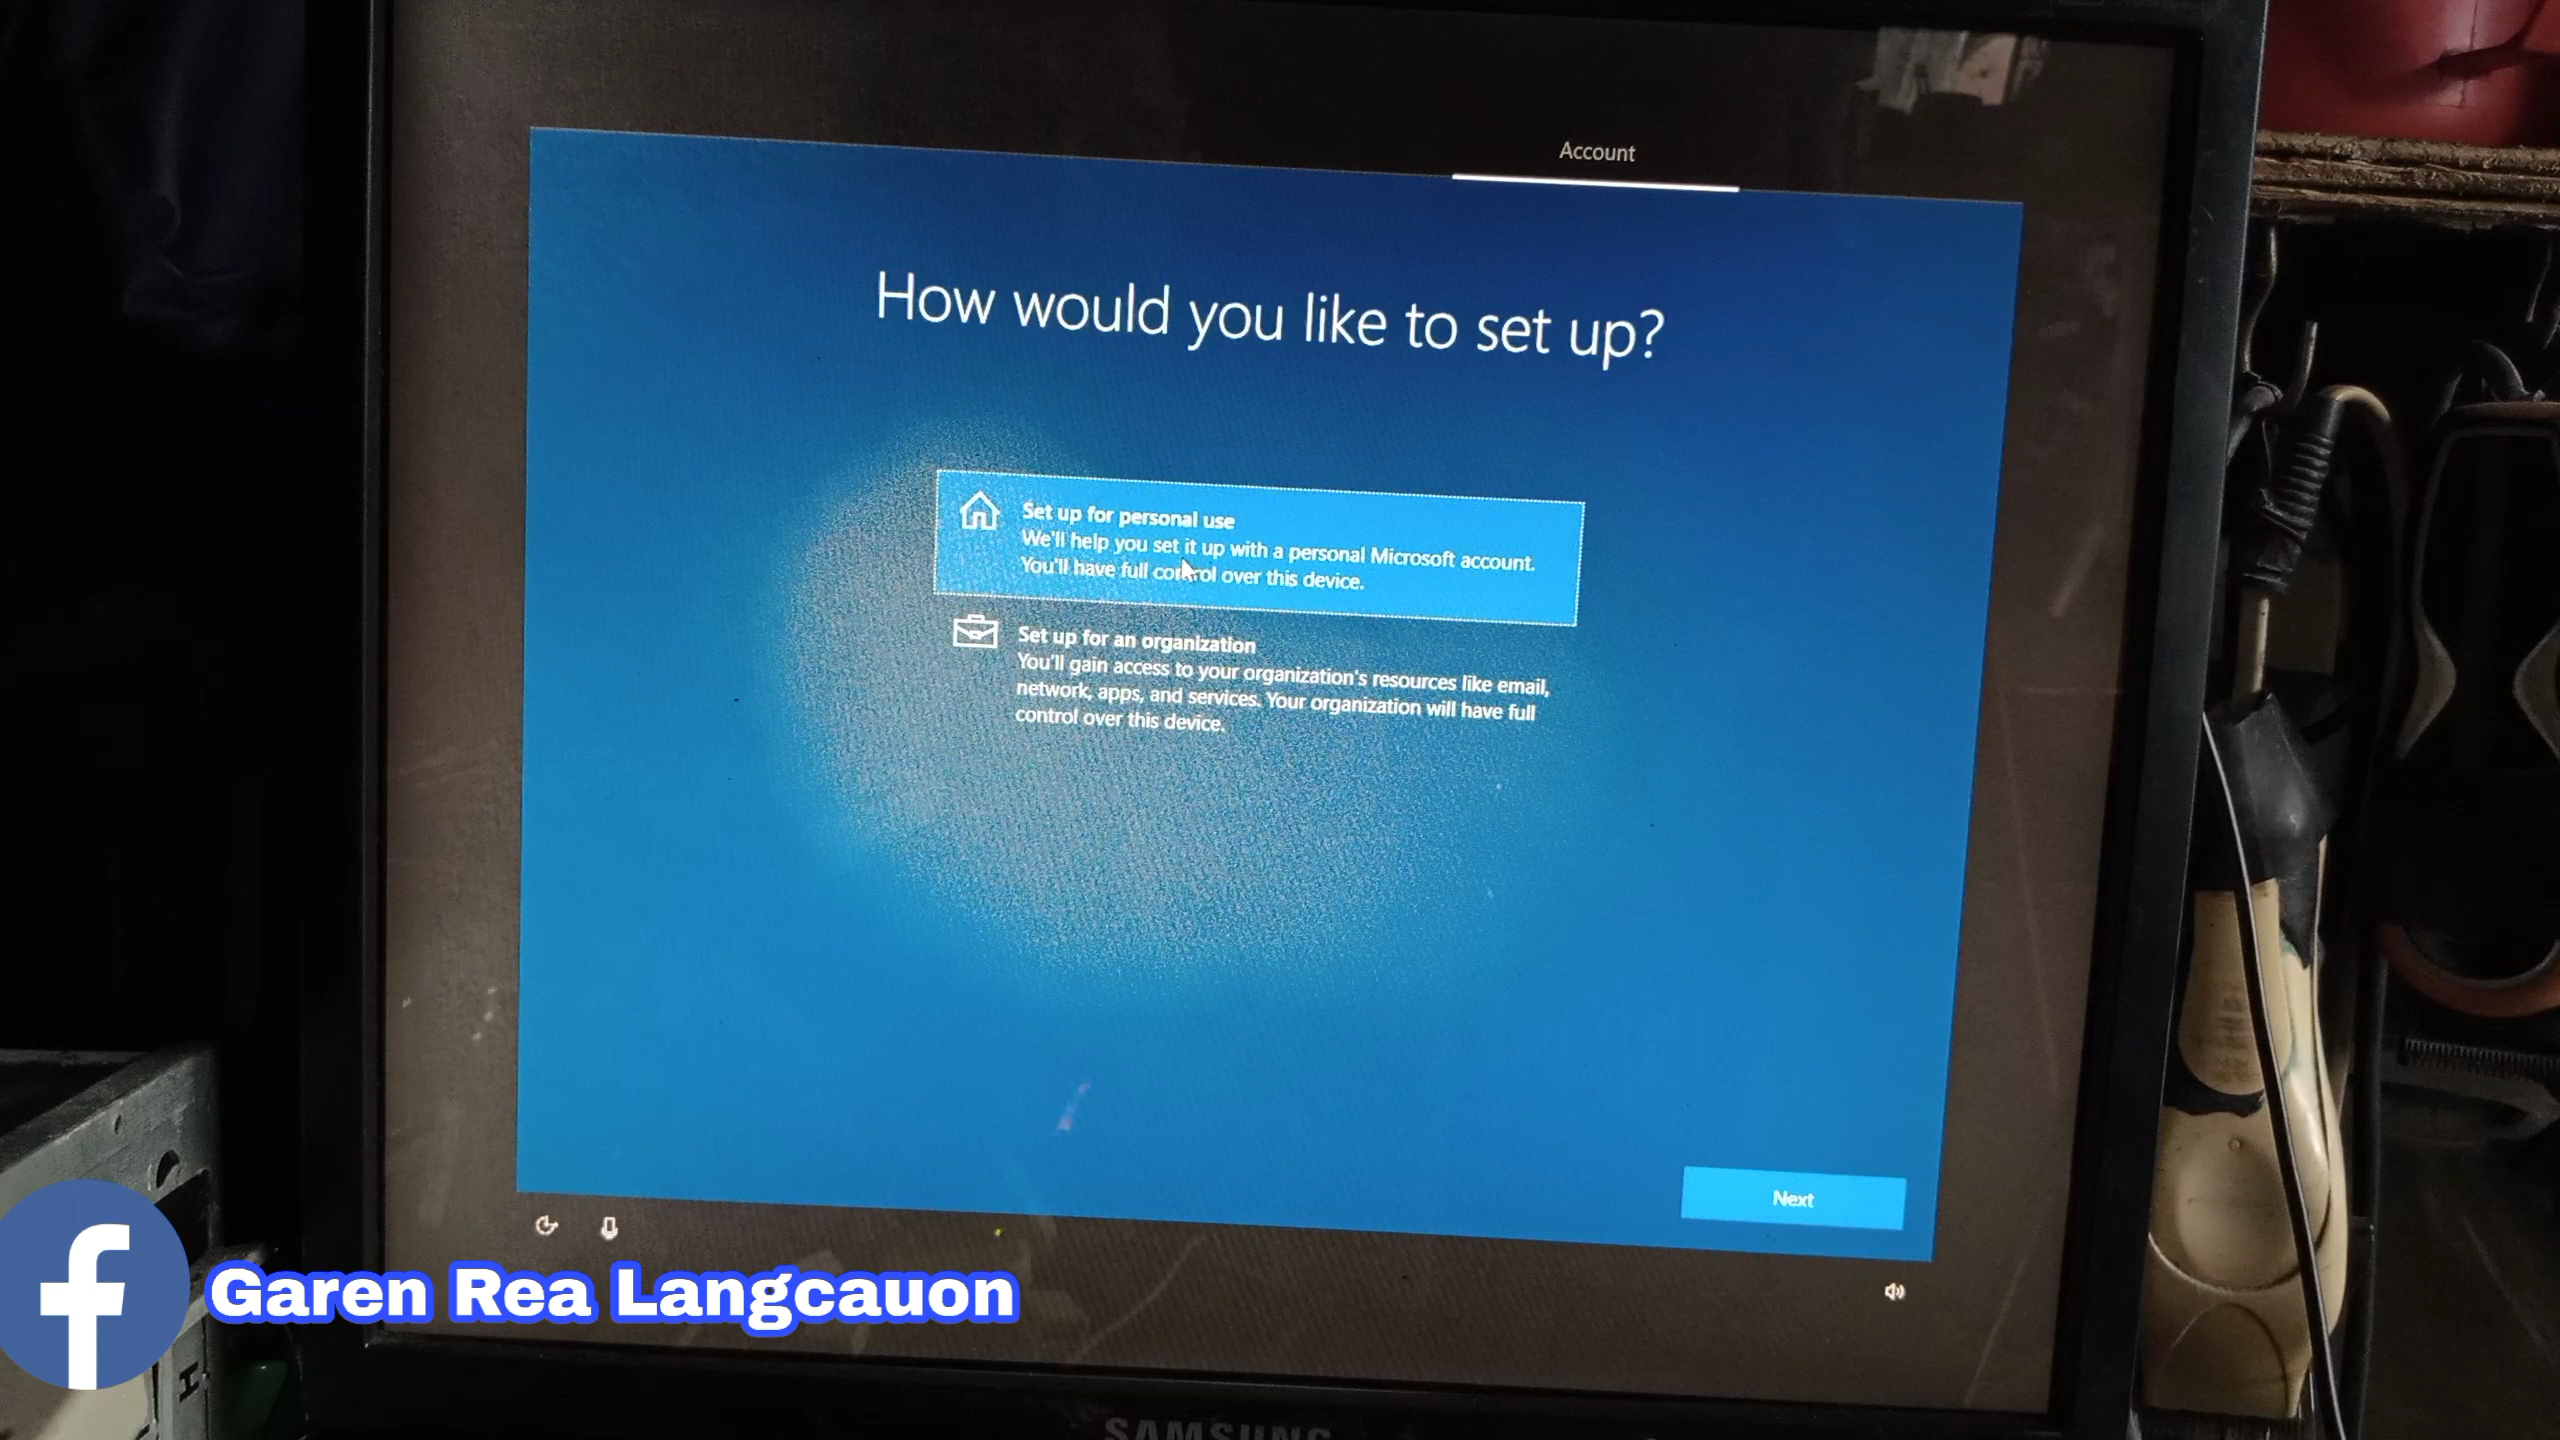 Account
How would you like to set up?
Set up for personal use
We'll help you set it up with a personal Microsoft account.
You'll have full control over this device.
Set up for an organization
You'll gain access to your organization's resources like email,
network, apps, and services. Your organization will have full
control over this device.
Next
f
Garen Rea Langcauon
SAMSUNG